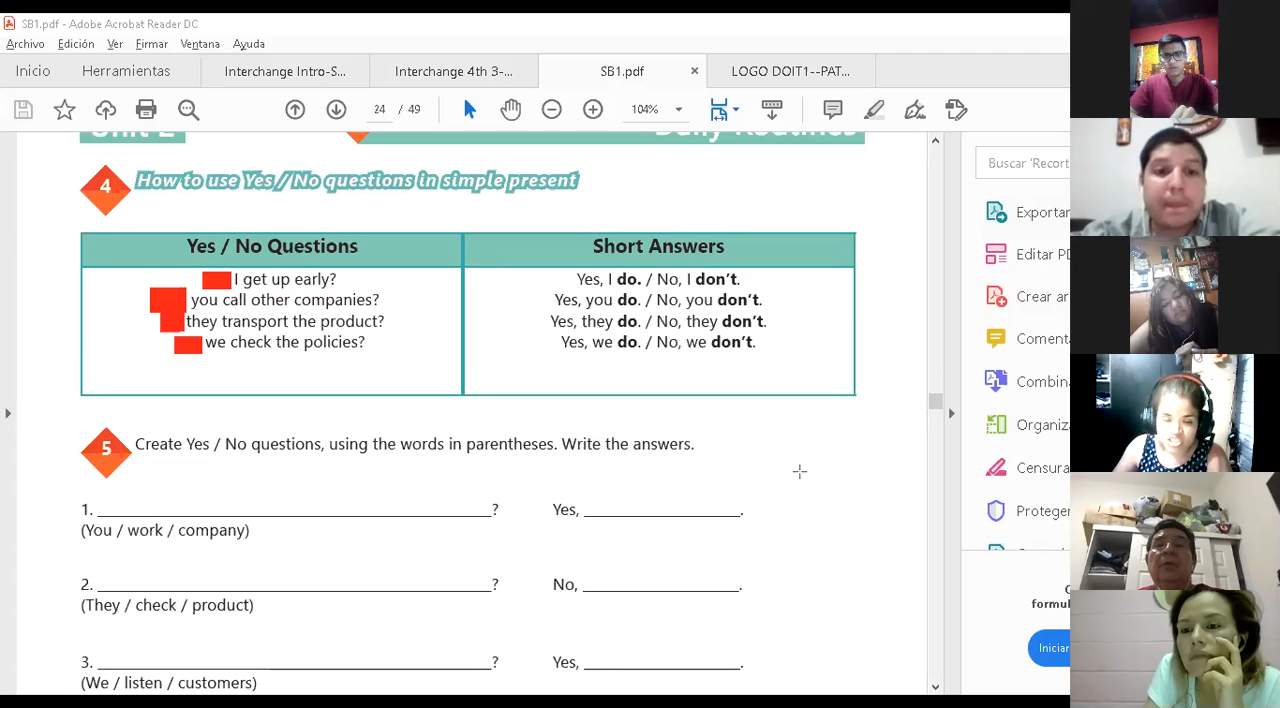 SB1.pdf - Adobe Acrobat Reader DC
Archivo Edición Ver Firmar Ventana Ayuda
Inicio Herramientas Interchange Intro-S... Interchange 4th 3-... SB1.pdf × LOGO DOIT1--PAT...
24 / 49 104%
Unit 2 Daily Routines
4 How to use Yes / No questions in simple present
Yes / No Questions Short Answers
I get up early? Yes, I do. / No, I don't.
you call other companies? Yes, you do. / No, you don't.
they transport the product? Yes, they do. / No, they don't.
we check the policies? Yes, we do. / No, we don't.
5 Create Yes / No questions, using the words in parentheses. Write the answers.
1. ? Yes, .
(You / work / company)
2. ? No, .
(They / check / product)
3. ? Yes, .
(We / listen / customers)
Buscar 'Recort
Exportar
Editar PD
Crear ar
Comenta
Combin
Organiz
Censura
Proteger
formul
Iniciar